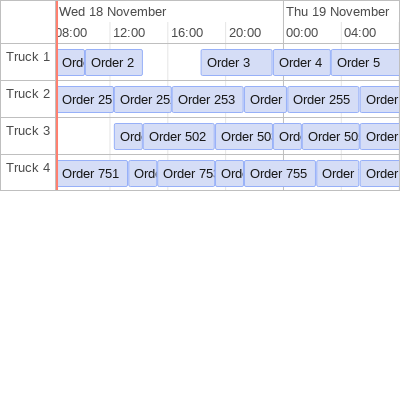 Wed 18 November Thu 19 November
08:00 12:00 16:00 20:00 00:00 04:00
Truck 1 Ord Order 2 Order 3 Order 4 Order 5
Truck 2 Order 25 Order 25 Order 253 Order Order 255 Order
Truck 3 Ord Order 502 Order 50 Ord Order 50 Order
Truck 4 Order 751 Ord Order 75 Ord Order 755 Order Order